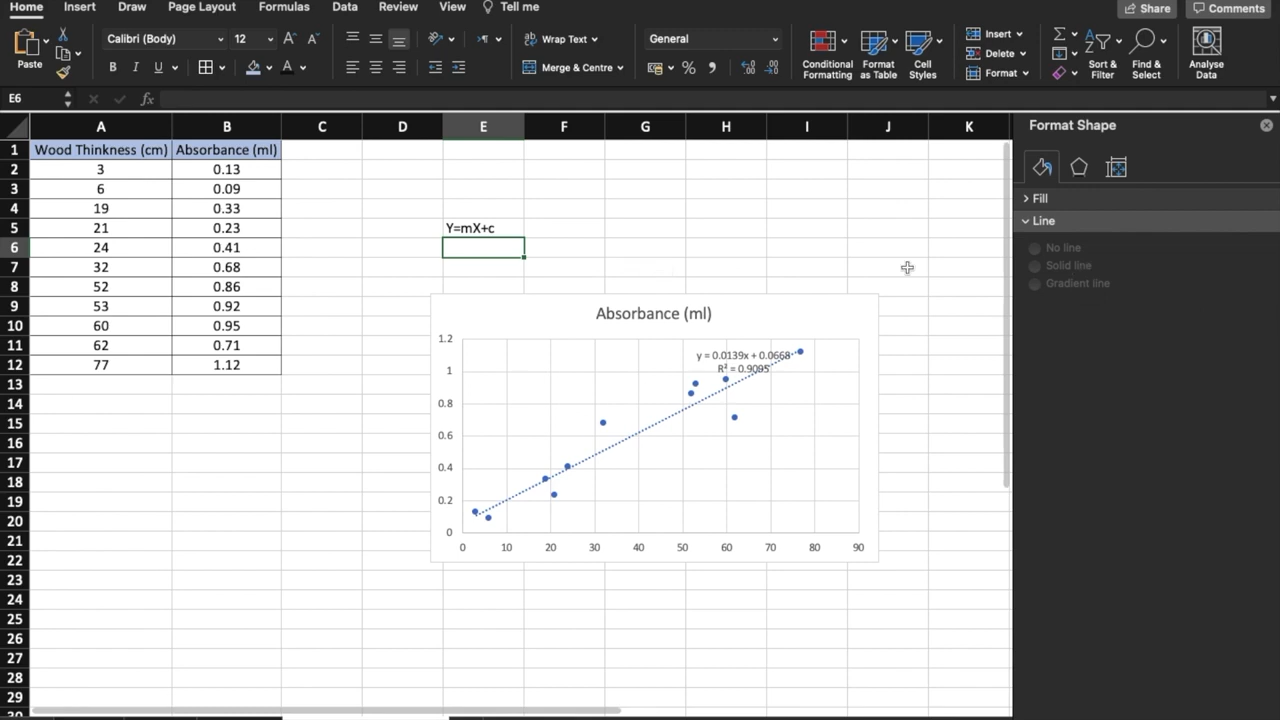 Home Insert Draw Page Layout Formulas Data Review View Tell me Share Comments
Paste Calibri (Body) 12 Wrap Text General Insert
B I U Merge & Centre % Delete
Conditional Formatting Format as Table Cell Styles Format Sort & Filter Find & Select Analyse Data
E6 fx
A B C D E F G H I J K
1 Wood Thinkness (cm) Absorbance (ml)
2 3 0.13
3 6 0.09
4 19 0.33
5 21 0.23 Y=mX+c
6 24 0.41
7 32 0.68
8 52 0.86
9 53 0.92
10 60 0.95
11 62 0.71
12 77 1.12
13
14
15
16
17
18
19
20
21
22
23
24
25
26
27
28
29
30
Absorbance (ml)
1.2
1
0.8
0.6
0.4
0.2
0
y = 0.0139x + 0.0668
R² = 0.9095
0 10 20 30 40 50 60 70 80 90
Format Shape
Fill
Line
No line
Solid line
Gradient line